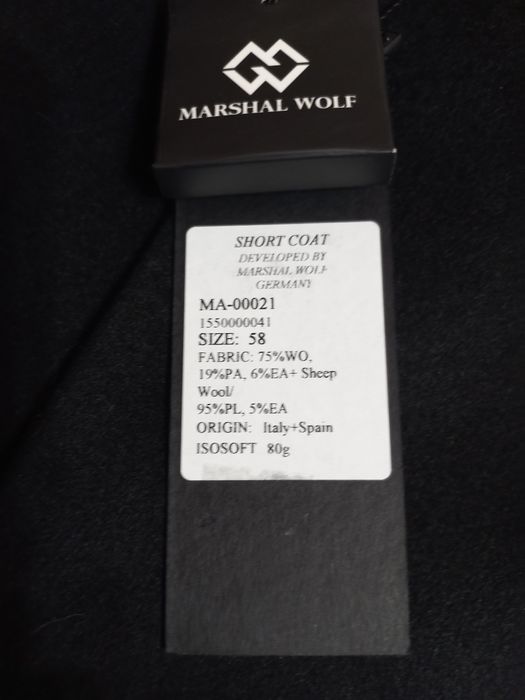 MARSHAL WOLF
SHORT COAT
DEVELOPED BY
MARSHAL WOLF
GERMANY
MA-00021
1550000041
SIZE: 58
FABRIC: 75%WO,
19%PA, 6%EA+ Sheep
Wool/
95%PL, 5%EA
ORIGIN: Italy+Spain
ISOSOFT 80g